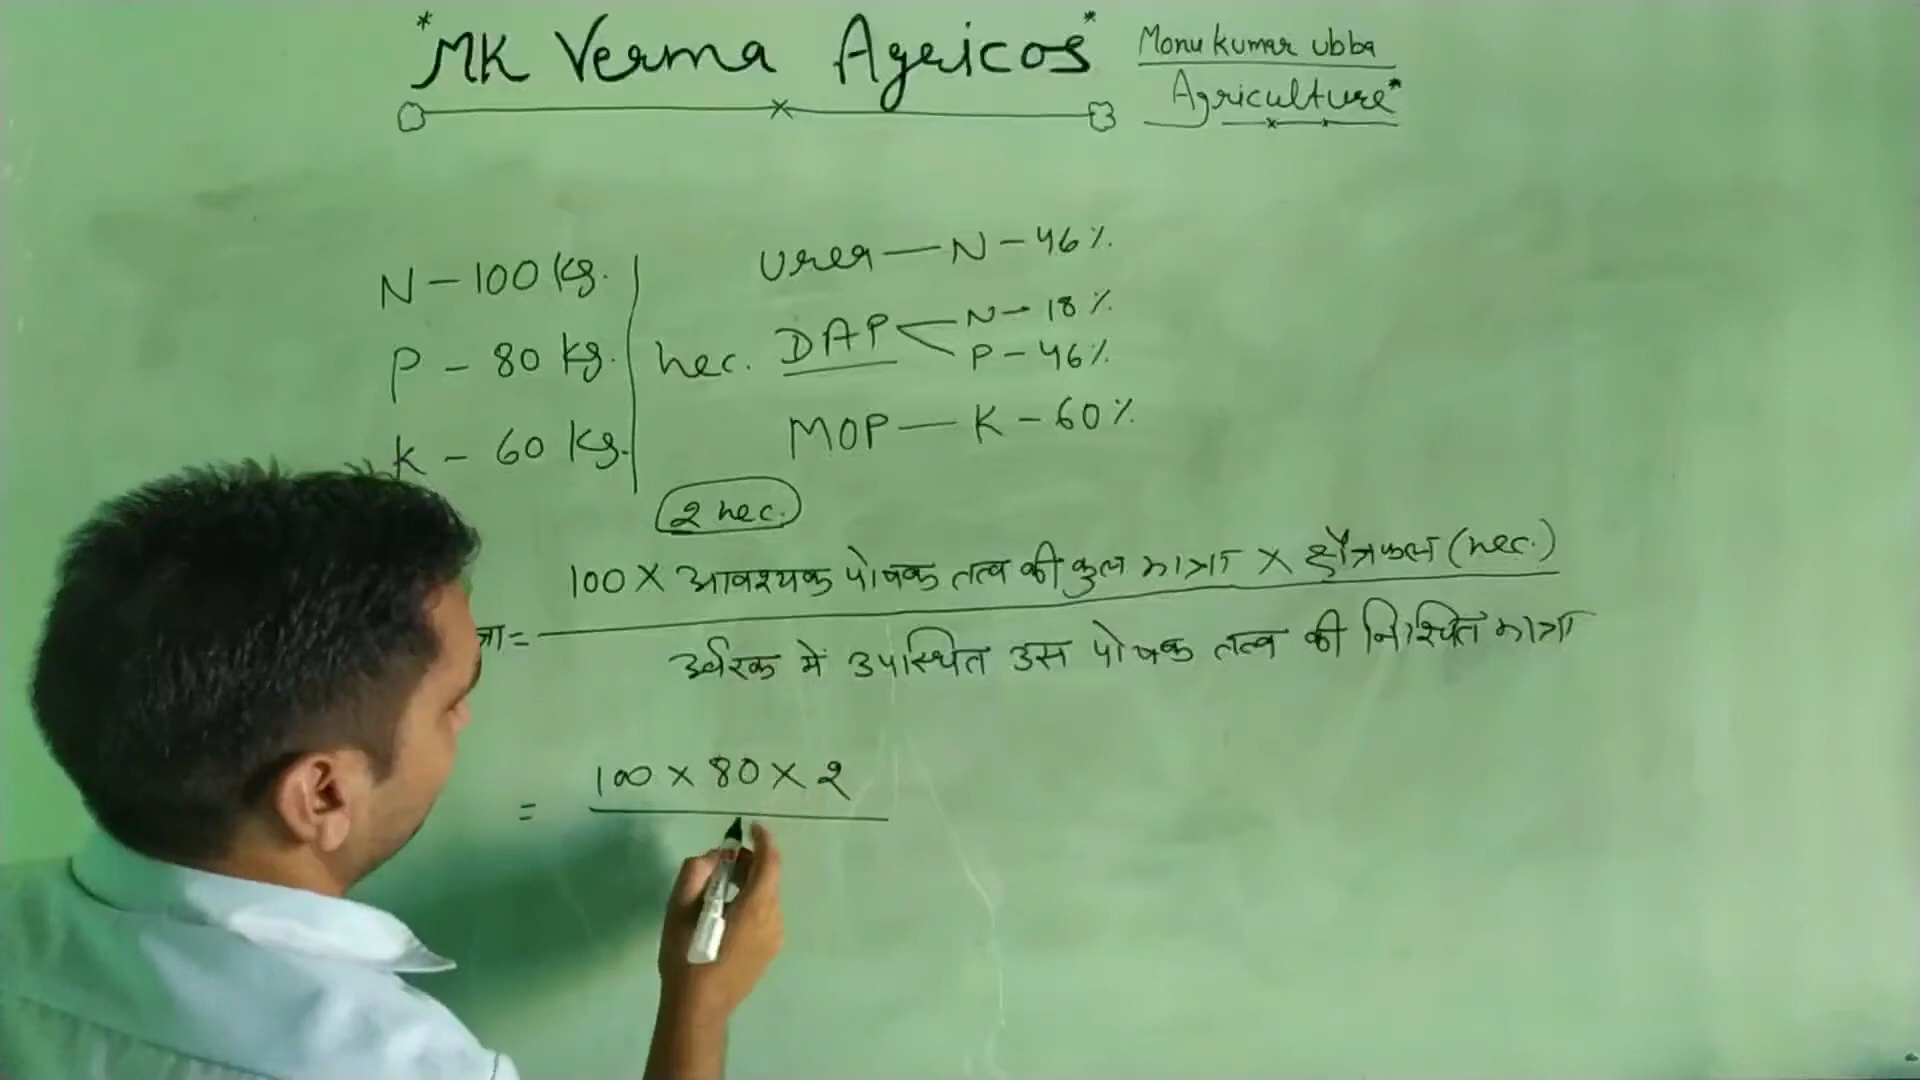 *MK Verma Agricos*
Monu kumar ubba
Agriculture*
N - 100 Kg.
P - 80 Kg.
K - 60 Kg.
hec.
Urea — N - 46%.
DAP
N - 18%.
P - 46%.
MOP — K - 60%.
2 hec.
100 × आवश्यक पोषक तत्व की कुल मात्रा × क्षेत्रफल (hec.)
त्रा =
उर्वरक में उपस्थित उस पोषक तत्व की निश्चित मात्रा
= 100 × 80 × 2